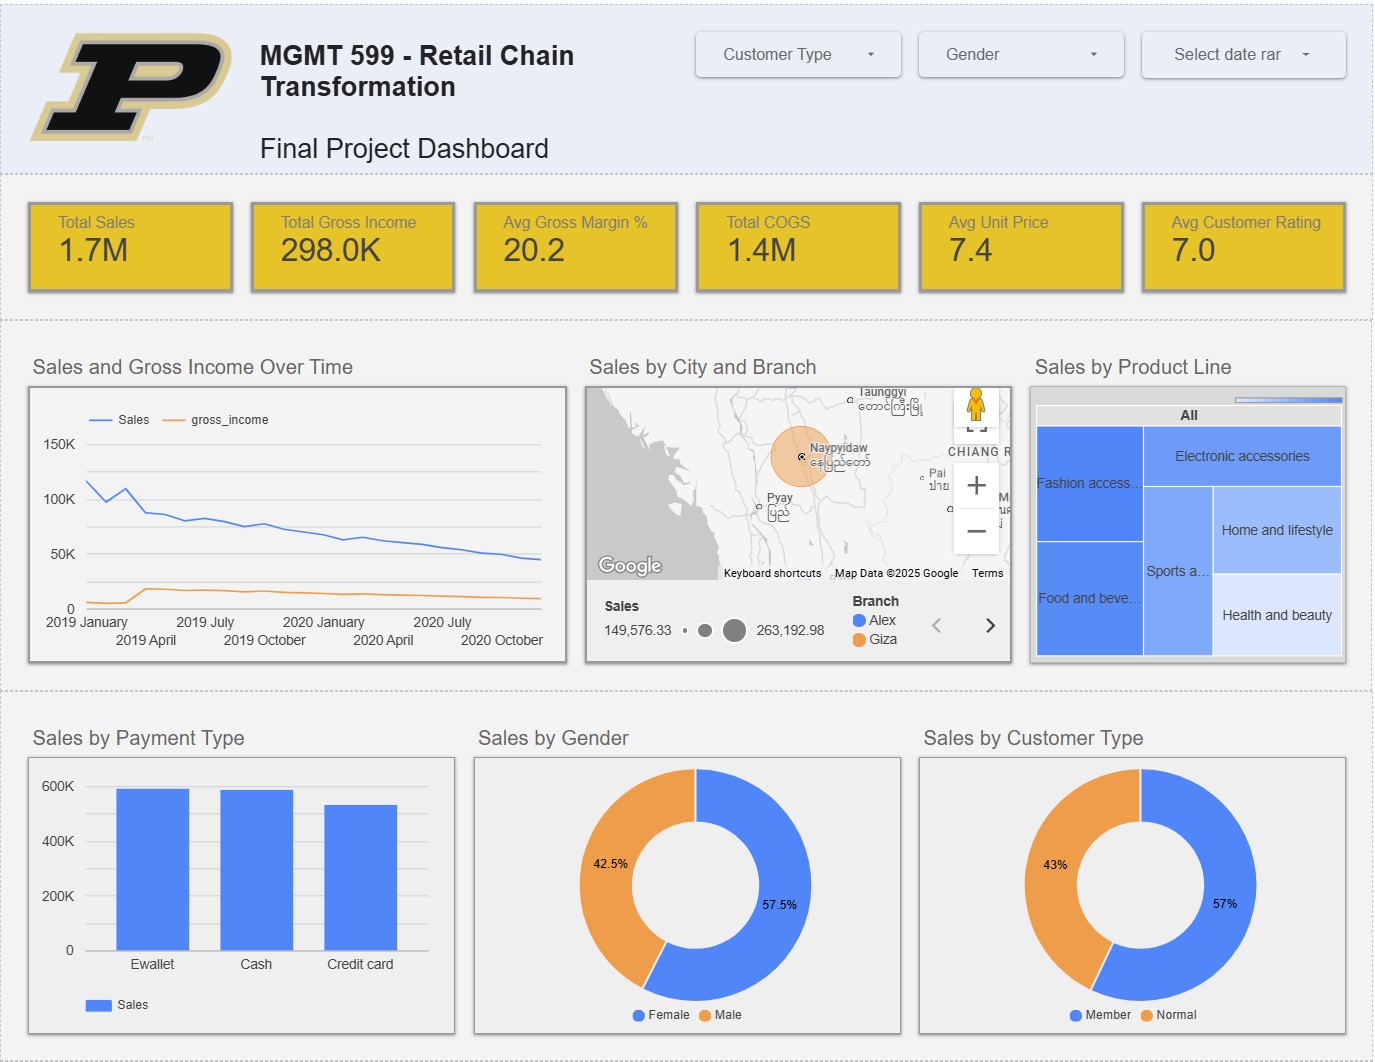 P
TM
MGMT 599 - Retail Chain
Transformation
Final Project Dashboard
Customer Type
Gender
Select date rar
Total Sales
1.7M
Total Gross Income
298.0K
Avg Gross Margin %
20.2
Total COGS
1.4M
Avg Unit Price
7.4
Avg Customer Rating
7.0
Sales and Gross Income Over Time
Sales
gross_income
150K
100K
50K
0
2019 January
2019 April
2019 July
2019 October
2020 January
2020 April
2020 July
2020 October
Sales by City and Branch
Taunggyi
တောင်ကြီးမြို့
Naypyidaw
နေပြည်တော်
CHIANG R
Pai
ปาย
Pyay
ပြည်
Google
Keyboard shortcuts
Map Data ©2025 Google
Terms
Sales
149,576.33
263,192.98
Branch
Alex
Giza
Sales by Product Line
All
Fashion access...
Electronic accessories
Home and lifestyle
Food and beve...
Sports a...
Health and beauty
Sales by Payment Type
600K
400K
200K
0
Ewallet
Cash
Credit card
Sales
Sales by Gender
42.5%
57.5%
Female
Male
Sales by Customer Type
43%
57%
Member
Normal